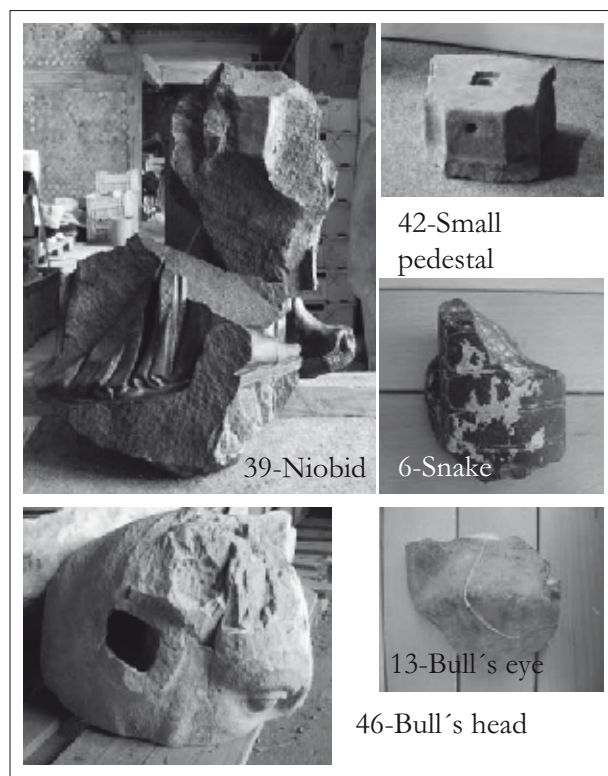 42-Small
pedestal
39-Niobid
6-Snake
13-Bull´s eye
46-Bull´s head